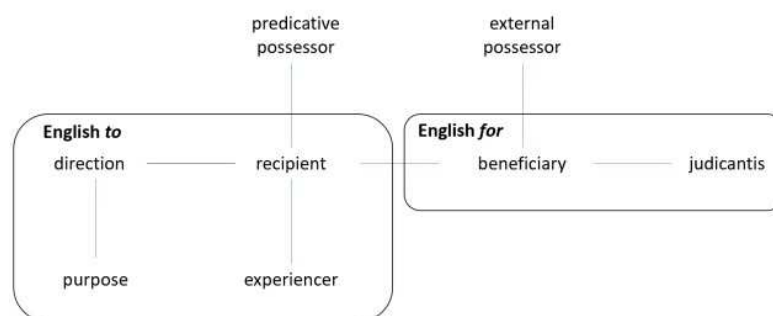 predicative external
possessor possessor
English to English for
direction recipient beneficiary judicantis
purpose experiencer